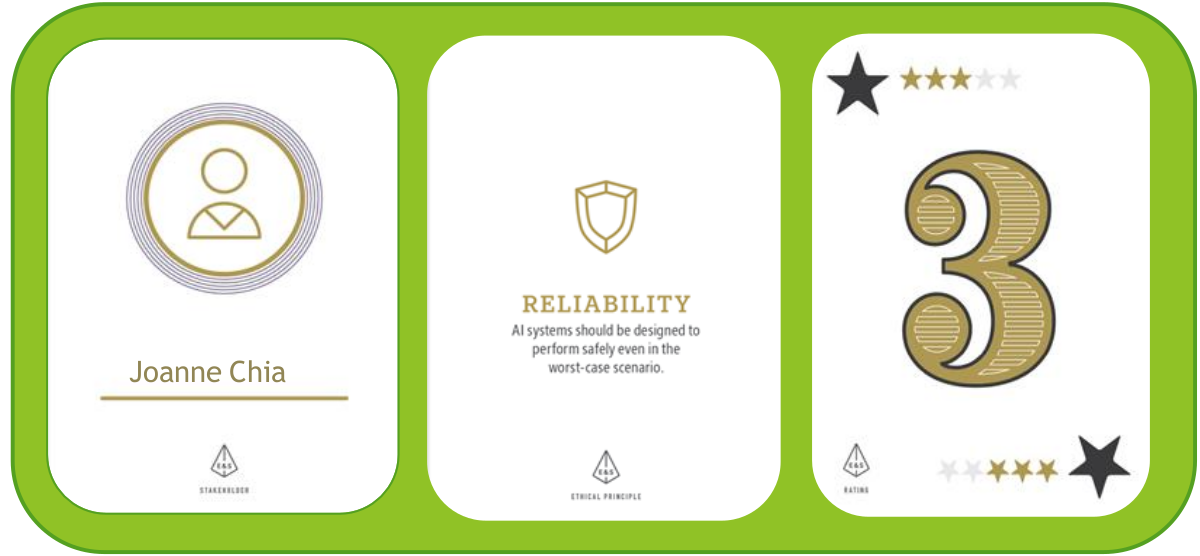 Joanne Chia
E&S
STAKEHOLDER
RELIABILITY
AI systems should be designed to
perform safely even in the
worst-case scenario.
E&S
ETHICAL PRINCIPLE
3
E&S
RATING